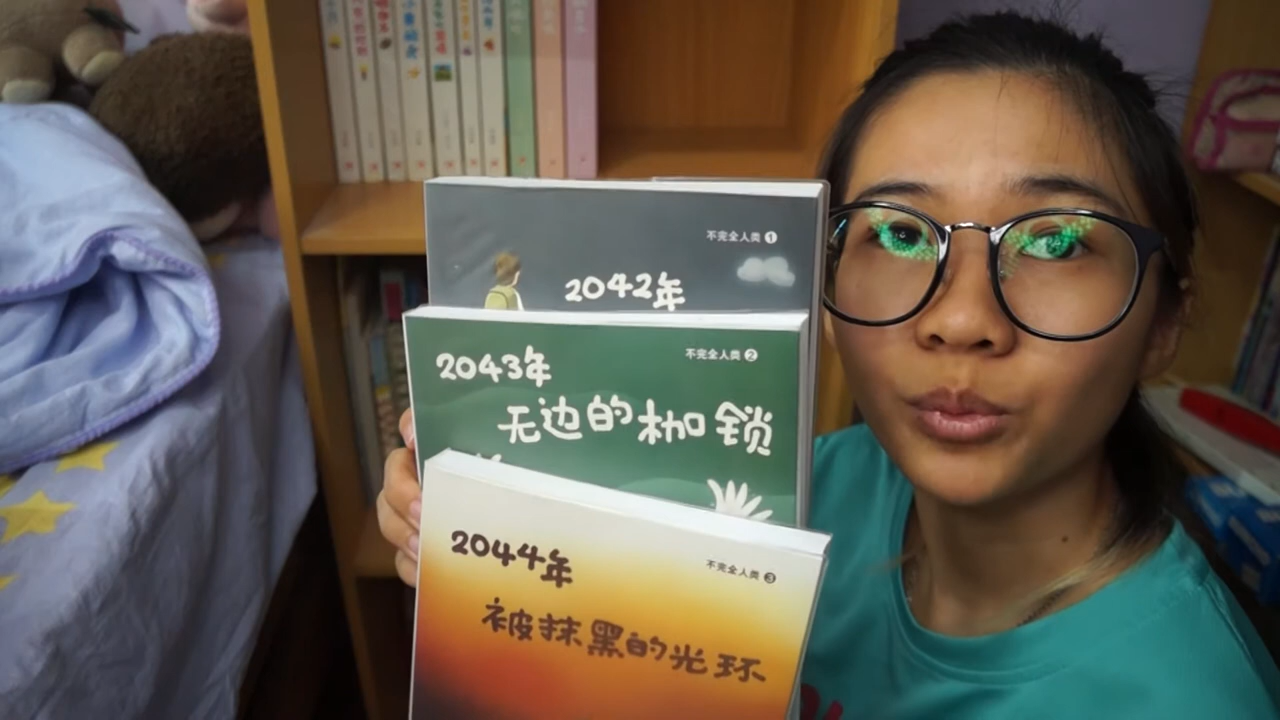 不完全人类 1
2042年
2043年
不完全人类 2
无边的枷锁
2044年
不完全人类 3
被抹黑的光环